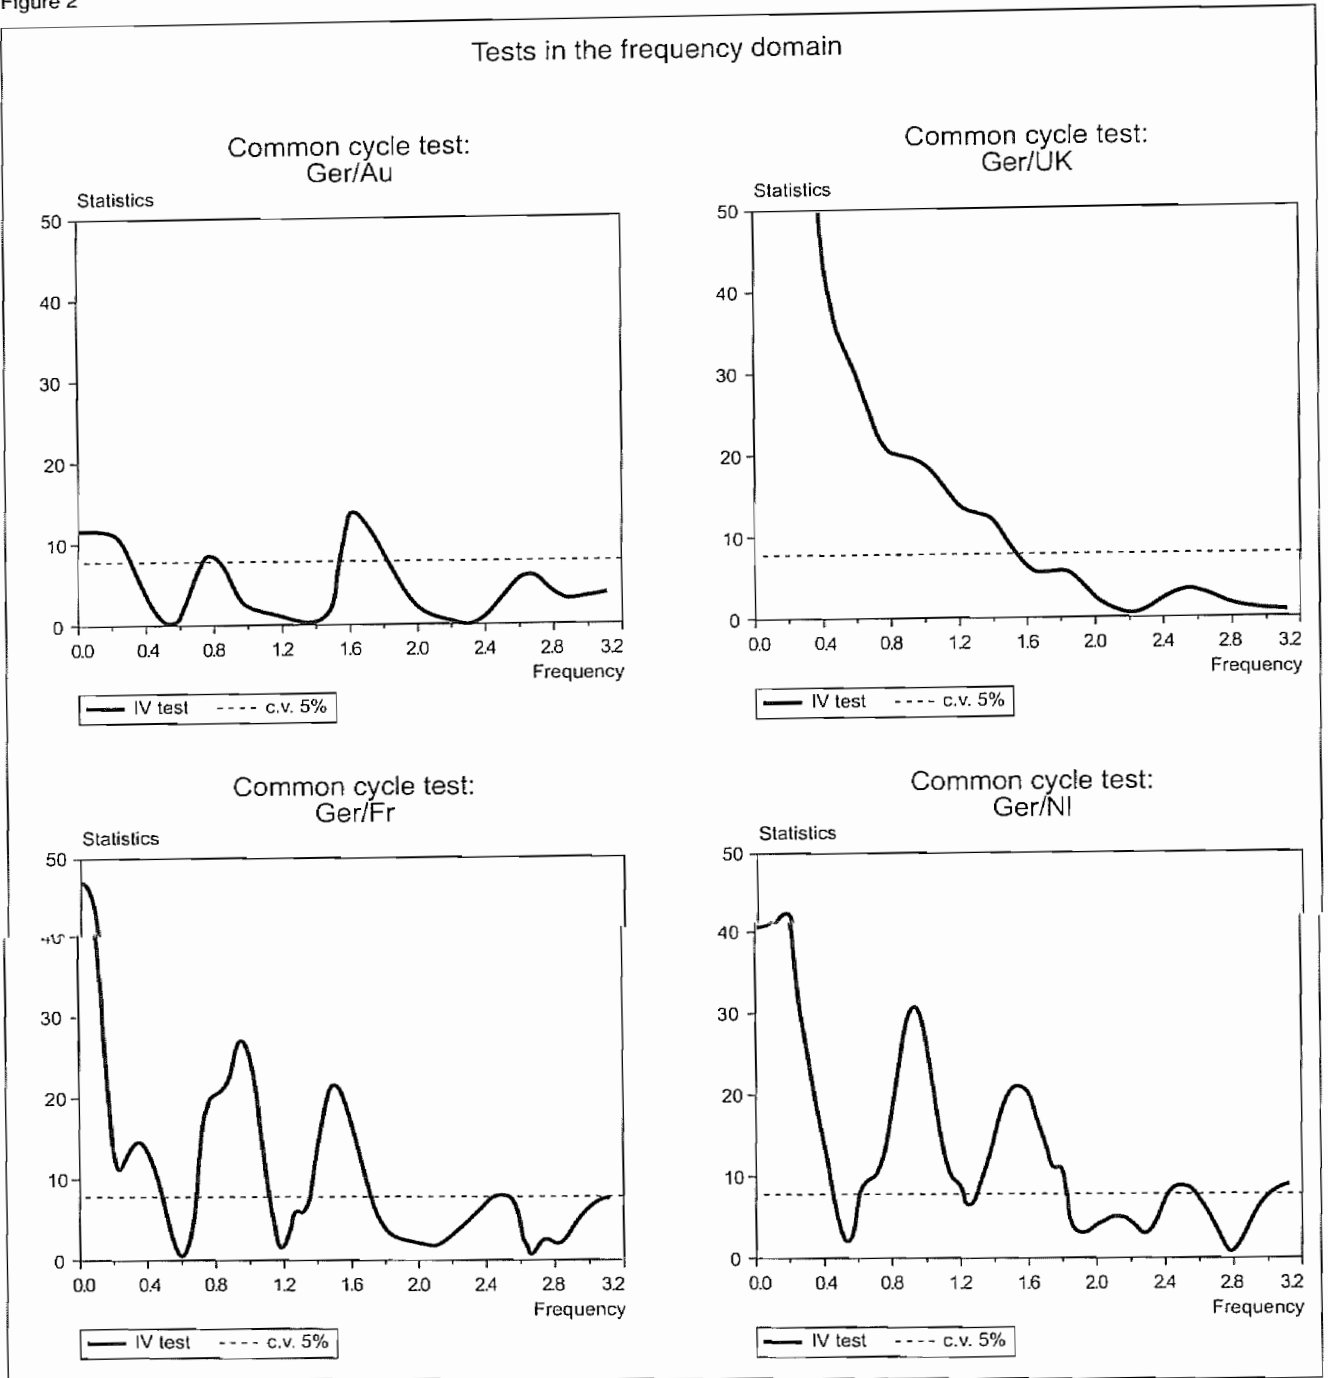 Figure 2
Tests in the frequency domain
Common cycle test:
Ger/Au
Statistics
50
40
30
20
10
0
0.0 0.4 0.8 1.2 1.6 2.0 2.4 2.8 3.2
Frequency
IV test c.v. 5%
Common cycle test:
Ger/UK
Statistics
50
40
30
20
10
0
0.0 0.4 0.8 1.2 1.6 2.0 2.4 2.8 3.2
Frequency
IV test c.v. 5%
Common cycle test:
Ger/Fr
Statistics
50
30
20
10
0
0.0 0.4 0.8 1.2 1.6 2.0 2.4 2.8 3.2
Frequency
IV test c.v. 5%
Common cycle test:
Ger/Nl
Statistics
50
40
30
20
10
0
0.0 0.4 0.8 1.2 1.6 2.0 2.4 2.8 3.2
Frequency
IV test c.v. 5%